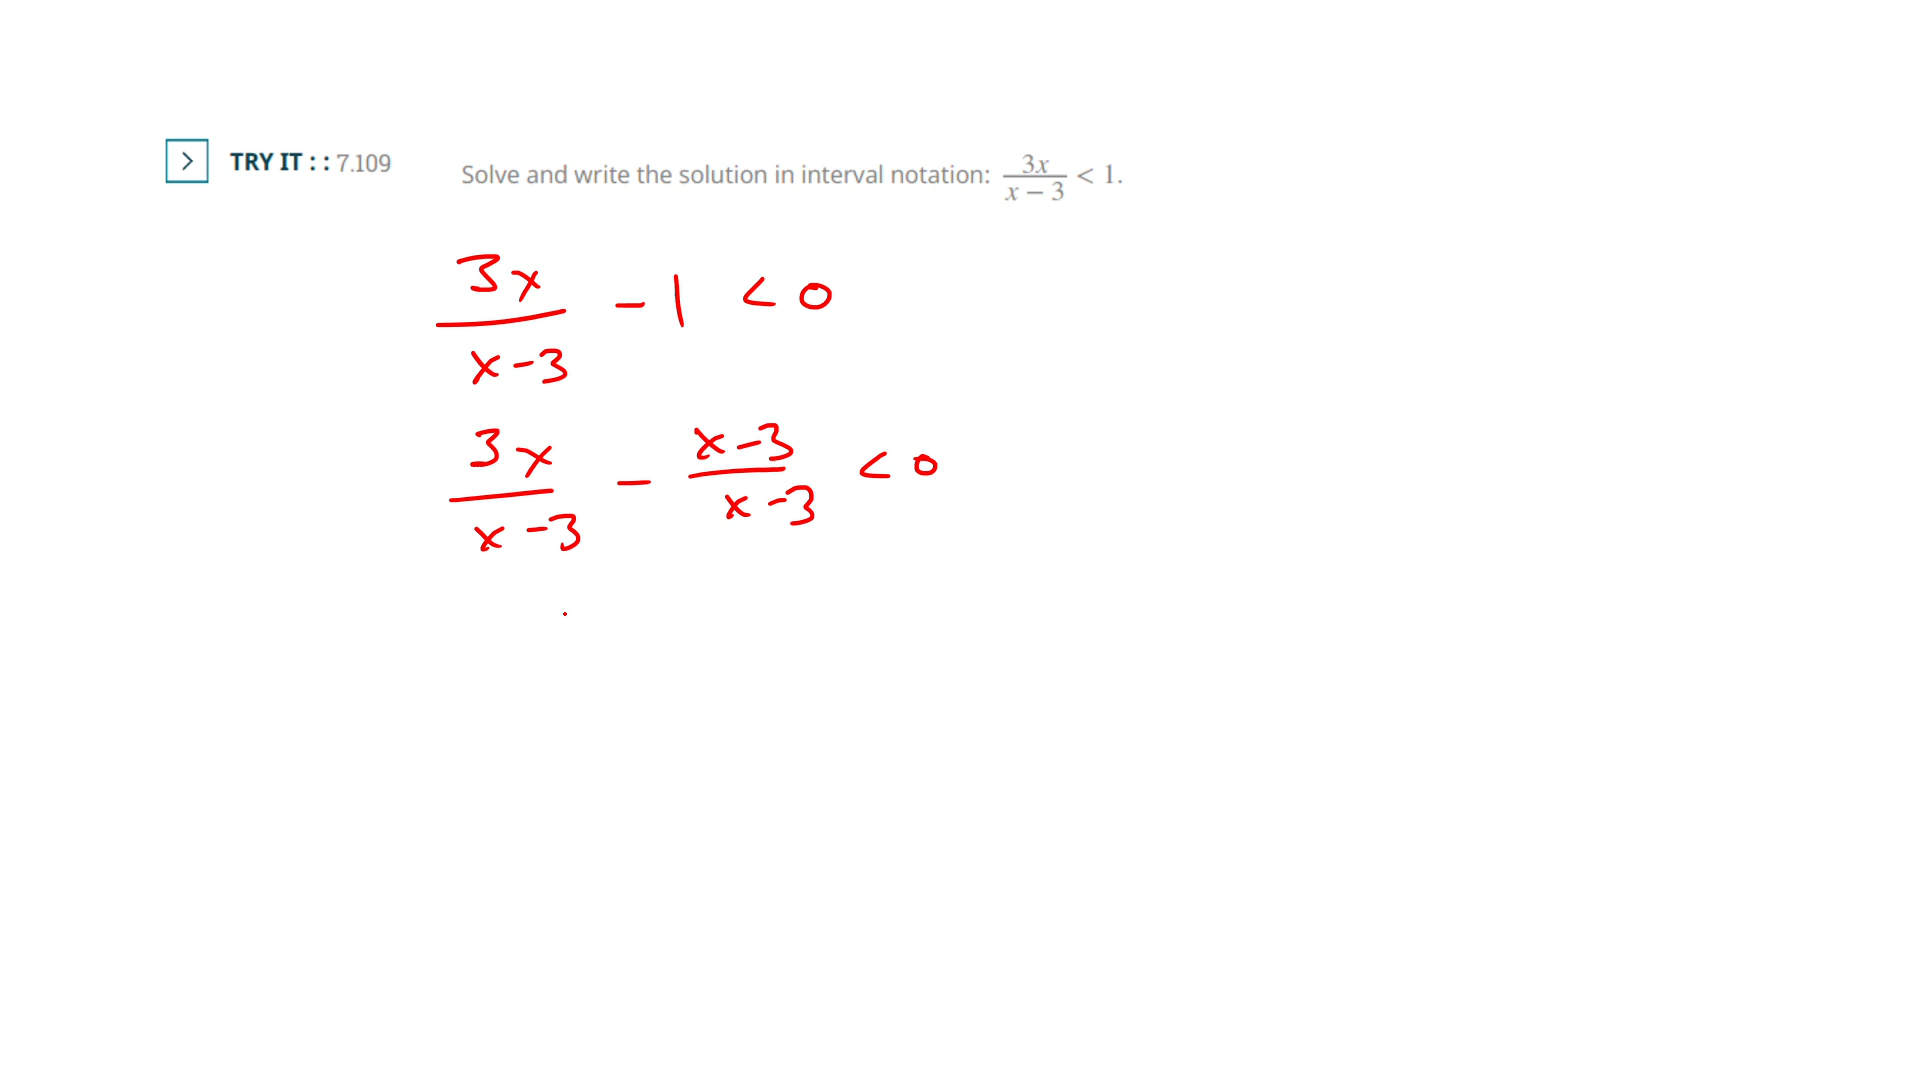 TRY IT : : 7.109 Solve and write the solution in interval notation: 3x/(x − 3) < 1.
3x/(x-3) - 1 < 0
3x/(x-3) - (x-3)/(x-3) < 0